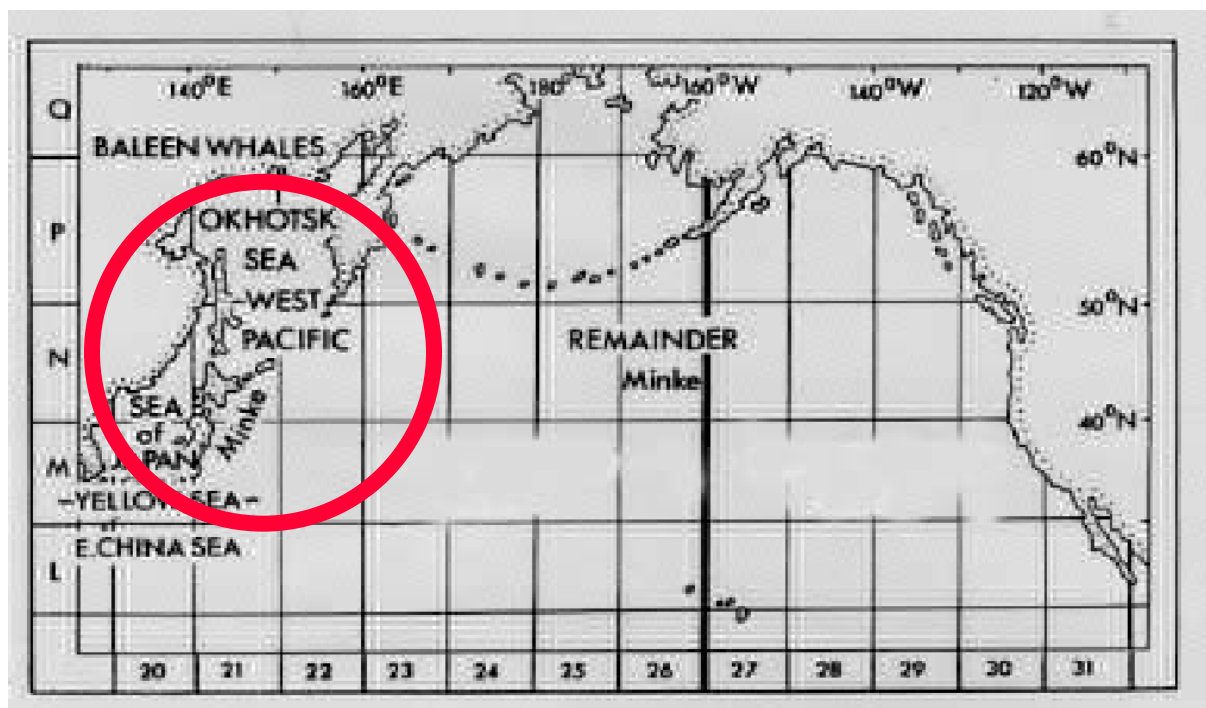 140°E 160°E 180° 160°W 140°W 120°W
Q
BALEEN WHALES
60°N
P
OKHOTSK
SEA
WEST
PACIFIC
50°N
N
REMAINDER
Minke
SEA
of
Minke
40°N
M
-YELLOW SEA-
E.CHINA SEA
L
20 21 22 23 24 25 26 27 28 29 30 31